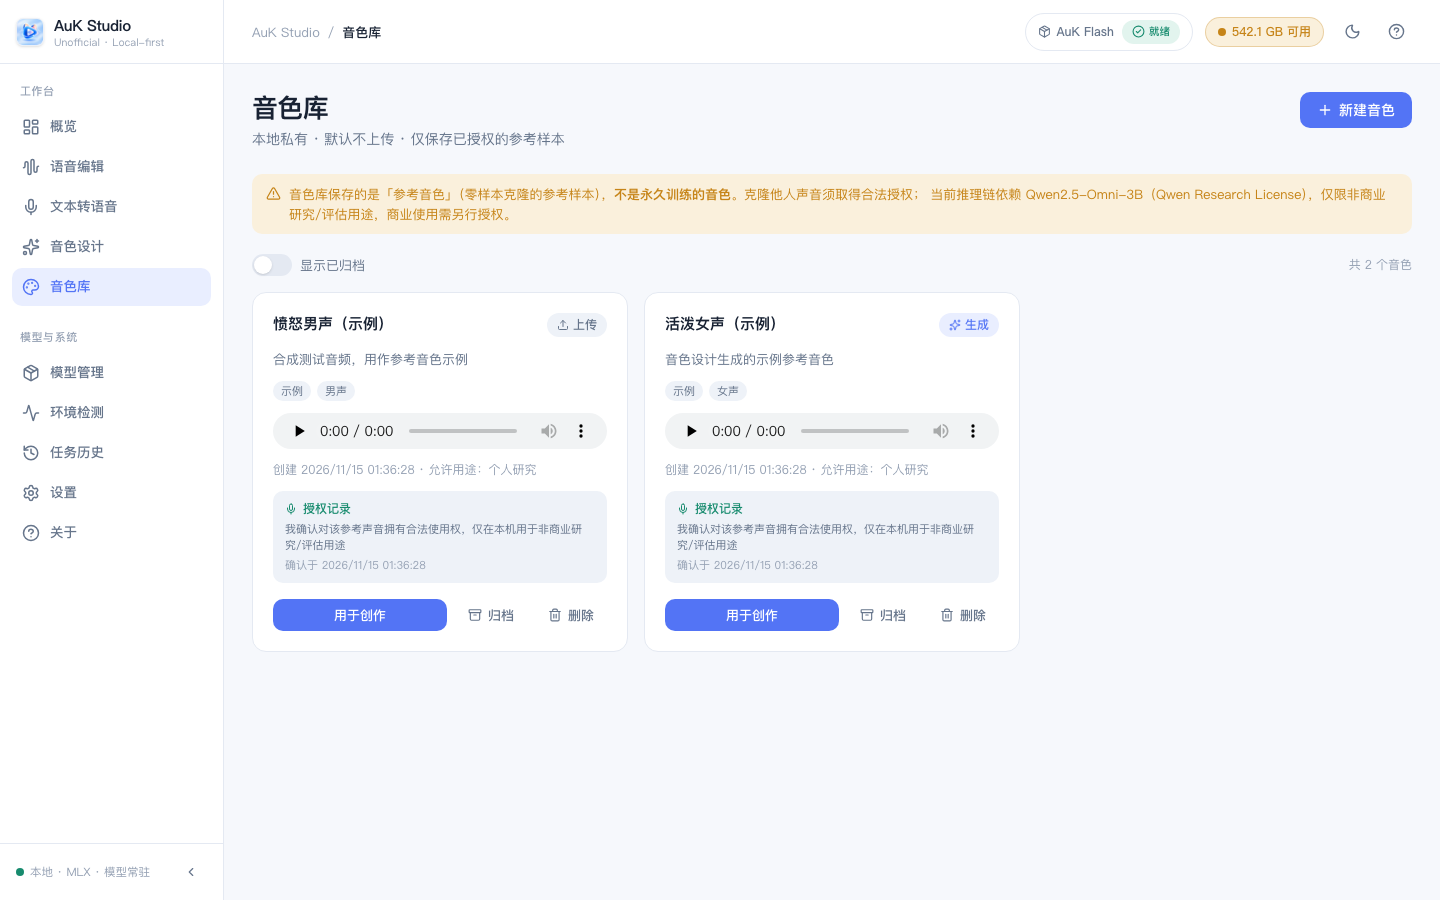 AuK Studio
Unofficial · Local-first
AuK Studio / 音色库
AuK Flash
就绪
542.1 GB 可用
工作台
概览
语音编辑
文本转语音
音色设计
音色库
模型与系统
模型管理
环境检测
任务历史
设置
关于
本地 · MLX · 模型常驻
音色库
本地私有 · 默认不上传 · 仅保存已授权的参考样本
新建音色
音色库保存的是「参考音色」（零样本克隆的参考样本），不是永久训练的音色。克隆他人声音须取得合法授权； 当前推理链依赖 Qwen2.5-Omni-3B（Qwen Research License），仅限非商业
研究/评估用途，商业使用需另行授权。
显示已归档
共 2 个音色
愤怒男声（示例）
上传
合成测试音频，用作参考音色示例
示例
男声
0:00 / 0:00
创建 2026/11/15 01:36:28 · 允许用途：个人研究
授权记录
我确认对该参考声音拥有合法使用权，仅在本机用于非商业研
究/评估用途
确认于 2026/11/15 01:36:28
用于创作
归档
删除
活泼女声（示例）
生成
音色设计生成的示例参考音色
示例
女声
0:00 / 0:00
创建 2026/11/15 01:36:28 · 允许用途：个人研究
授权记录
我确认对该参考声音拥有合法使用权，仅在本机用于非商业研
究/评估用途
确认于 2026/11/15 01:36:28
用于创作
归档
删除